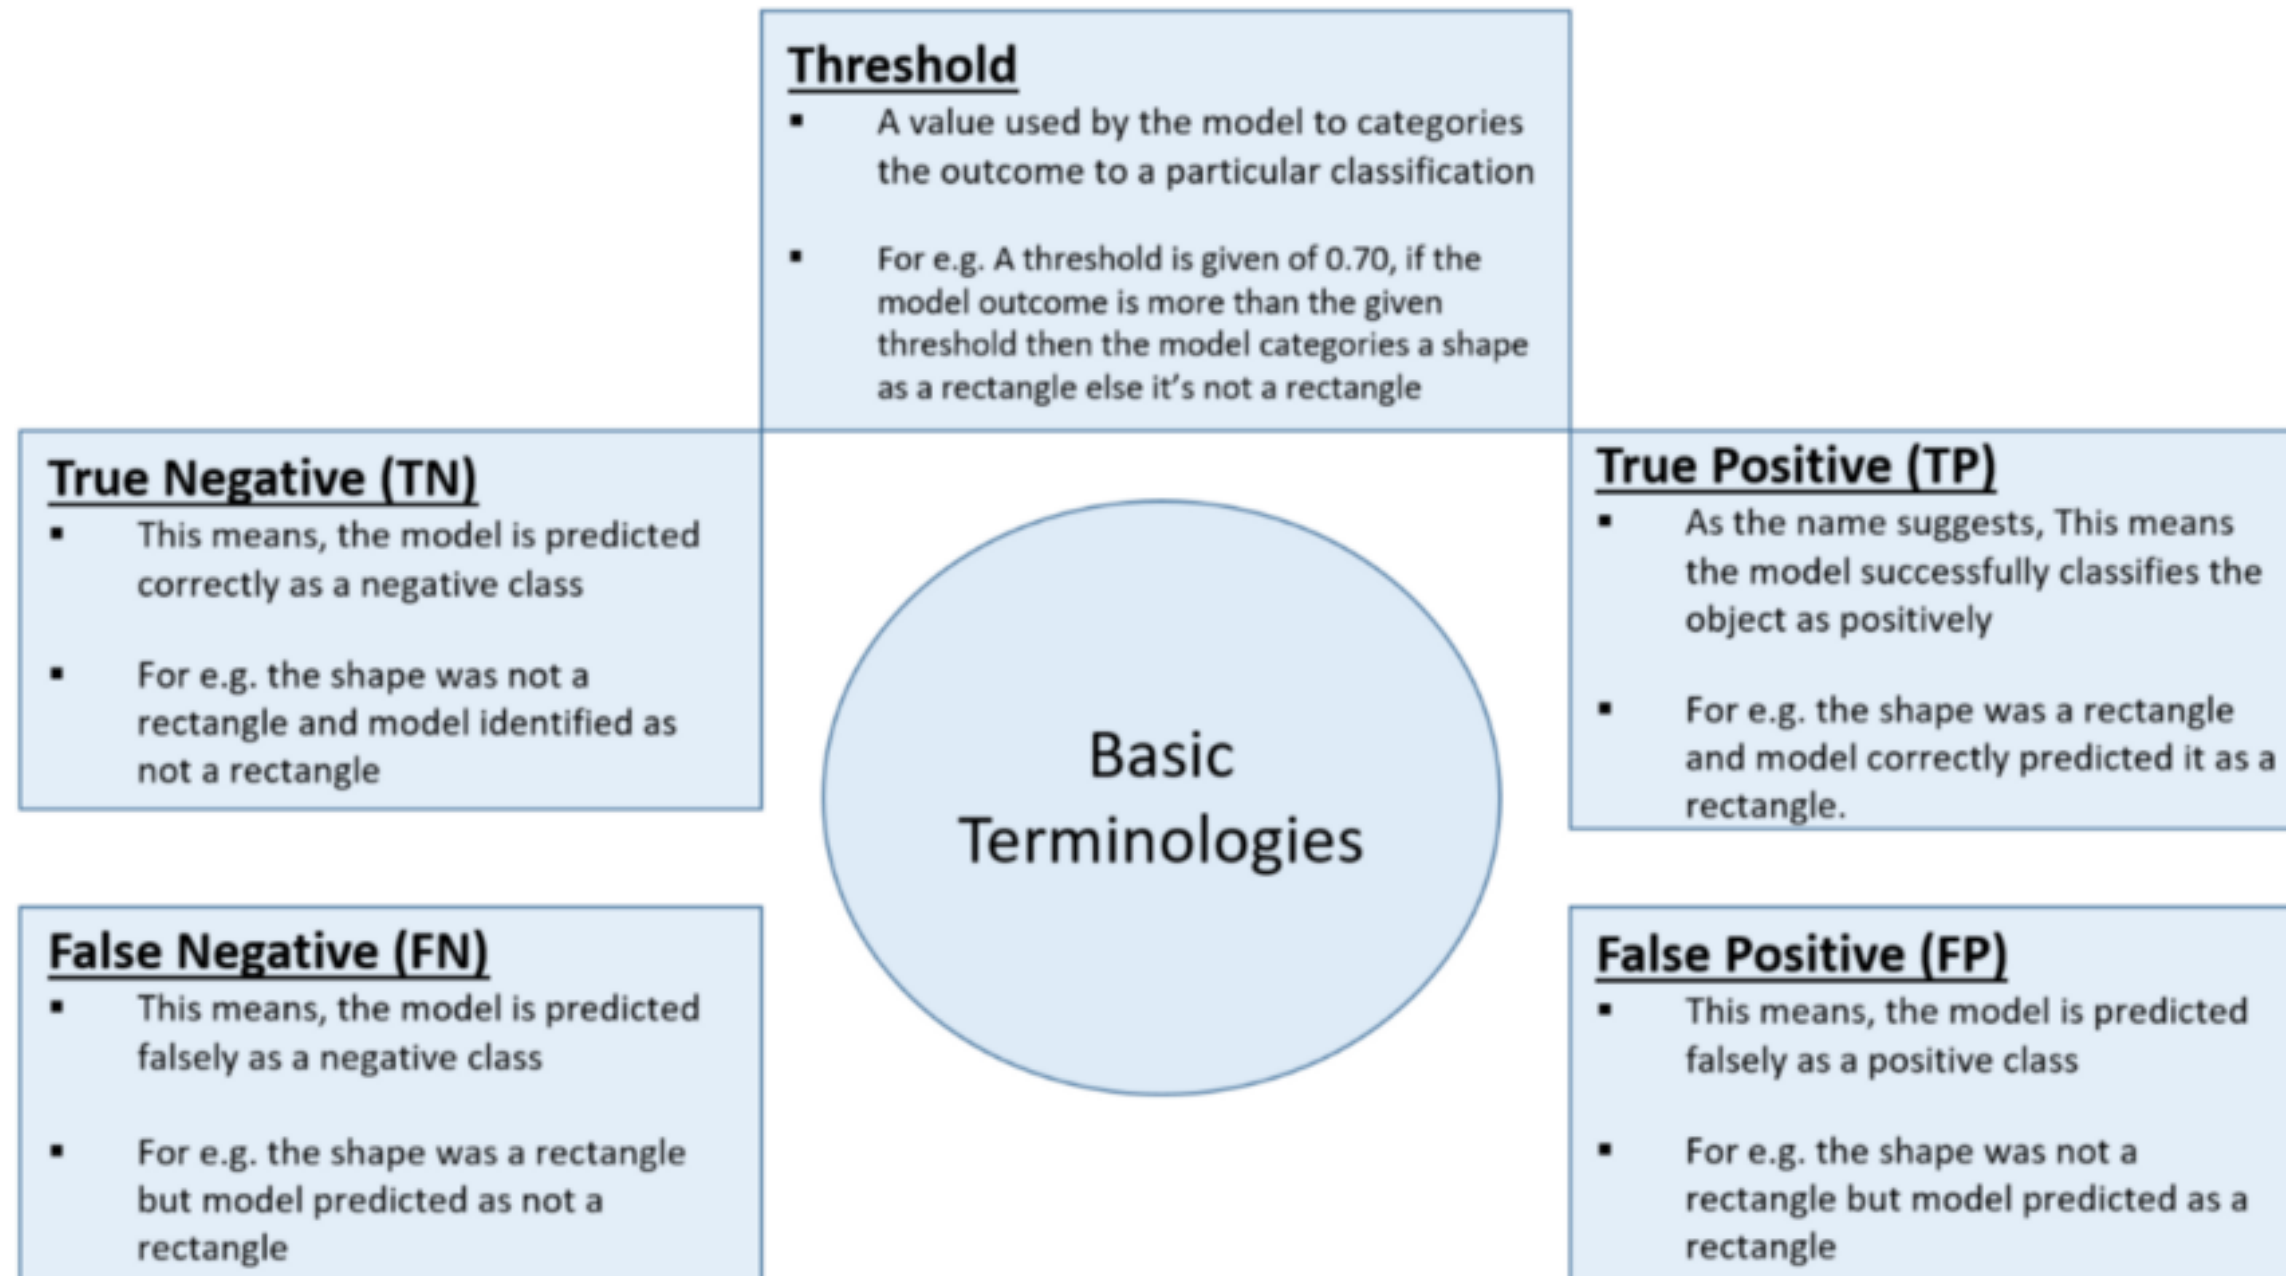 Threshold
▪ A value used by the model to categories
the outcome to a particular classification
▪ For e.g. A threshold is given of 0.70, if the
model outcome is more than the given
threshold then the model categories a shape
as a rectangle else it's not a rectangle
True Negative (TN)
▪ This means, the model is predicted
correctly as a negative class
▪ For e.g. the shape was not a
rectangle and model identified as
not a rectangle
True Positive (TP)
▪ As the name suggests, This means
the model successfully classifies the
object as positively
▪ For e.g. the shape was a rectangle
and model correctly predicted it as a
rectangle.
Basic
Terminologies
False Negative (FN)
▪ This means, the model is predicted
falsely as a negative class
▪ For e.g. the shape was a rectangle
but model predicted as not a
rectangle
False Positive (FP)
▪ This means, the model is predicted
falsely as a positive class
▪ For e.g. the shape was not a
rectangle but model predicted as a
rectangle